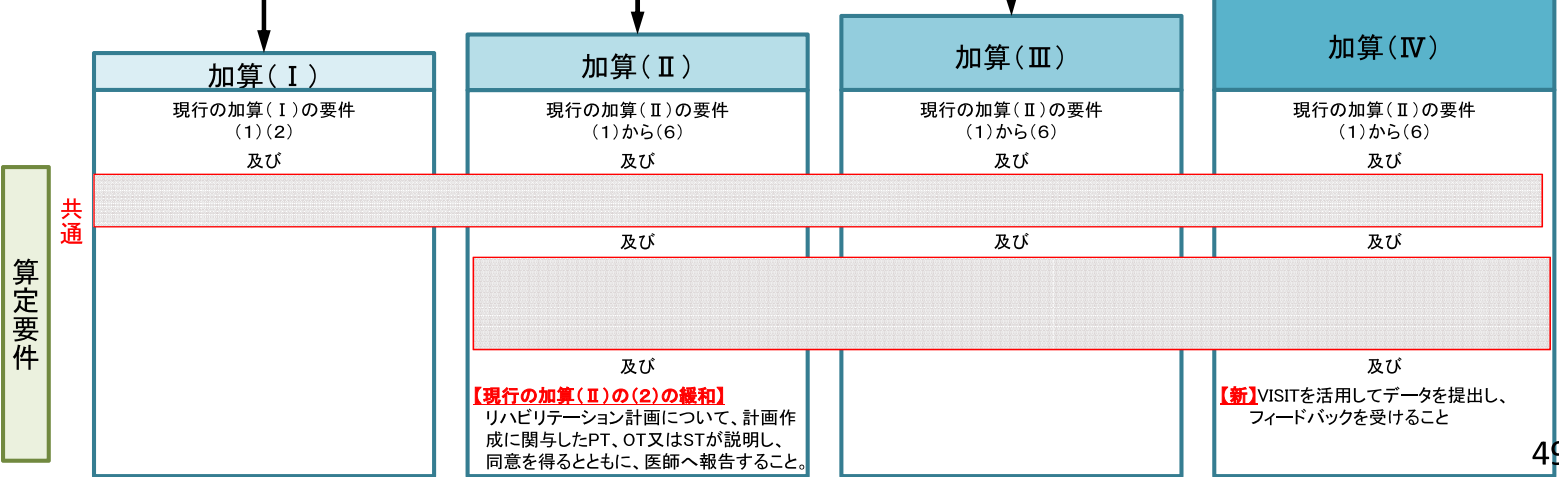 加算(Ⅰ)
現行の加算(Ⅰ)の要件
(1)(2)
及び
加算(Ⅱ)
現行の加算(Ⅱ)の要件
(1)から(6)
及び
加算(Ⅲ)
現行の加算(Ⅱ)の要件
(1)から(6)
及び
加算(Ⅳ)
現行の加算(Ⅱ)の要件
(1)から(6)
及び
算定要件
共通
及び
及び
及び
及び
【現行の加算(Ⅱ)の(2)の緩和】
リハビリテーション計画について、計画作
成に関与したPT、OT又はSTが説明し、
同意を得るとともに、医師へ報告すること。
及び
【新】VISITを活用してデータを提出し、
フィードバックを受けること
49